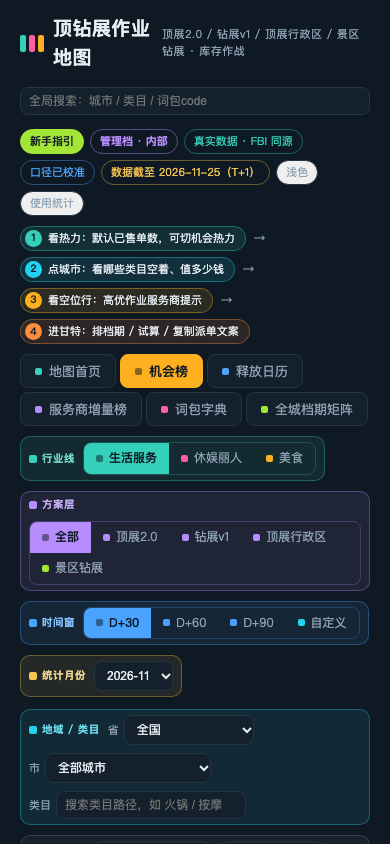 顶钻展作业
地图
顶展2.0 / 钻展v1 / 顶展行政区 / 景区
钻展 · 库存作战
全局搜索：城市 / 类目 / 词包code
新手指引 管理档 · 内部 真实数据 · FBI 同源
口径已校准 数据截至 2026-11-25（T+1） 浅色
使用统计
1 看热力：默认已售单数，可切机会热力 →
2 点城市：看哪些类目空着、值多少钱 →
3 看空位行：高优作业服务商提示 →
4 进甘特：排档期 / 试算 / 复制派单文案
地图首页 机会榜 释放日历
服务商增量榜 词包字典 全城档期矩阵
行业线 生活服务 休娱丽人 美食
方案层
全部 顶展2.0 钻展v1 顶展行政区
景区钻展
时间窗 D+30 D+60 D+90 自定义
统计月份 2026-11
地域 / 类目 省 全国
市 全部城市
类目 搜索类目路径，如 火锅 / 按摩